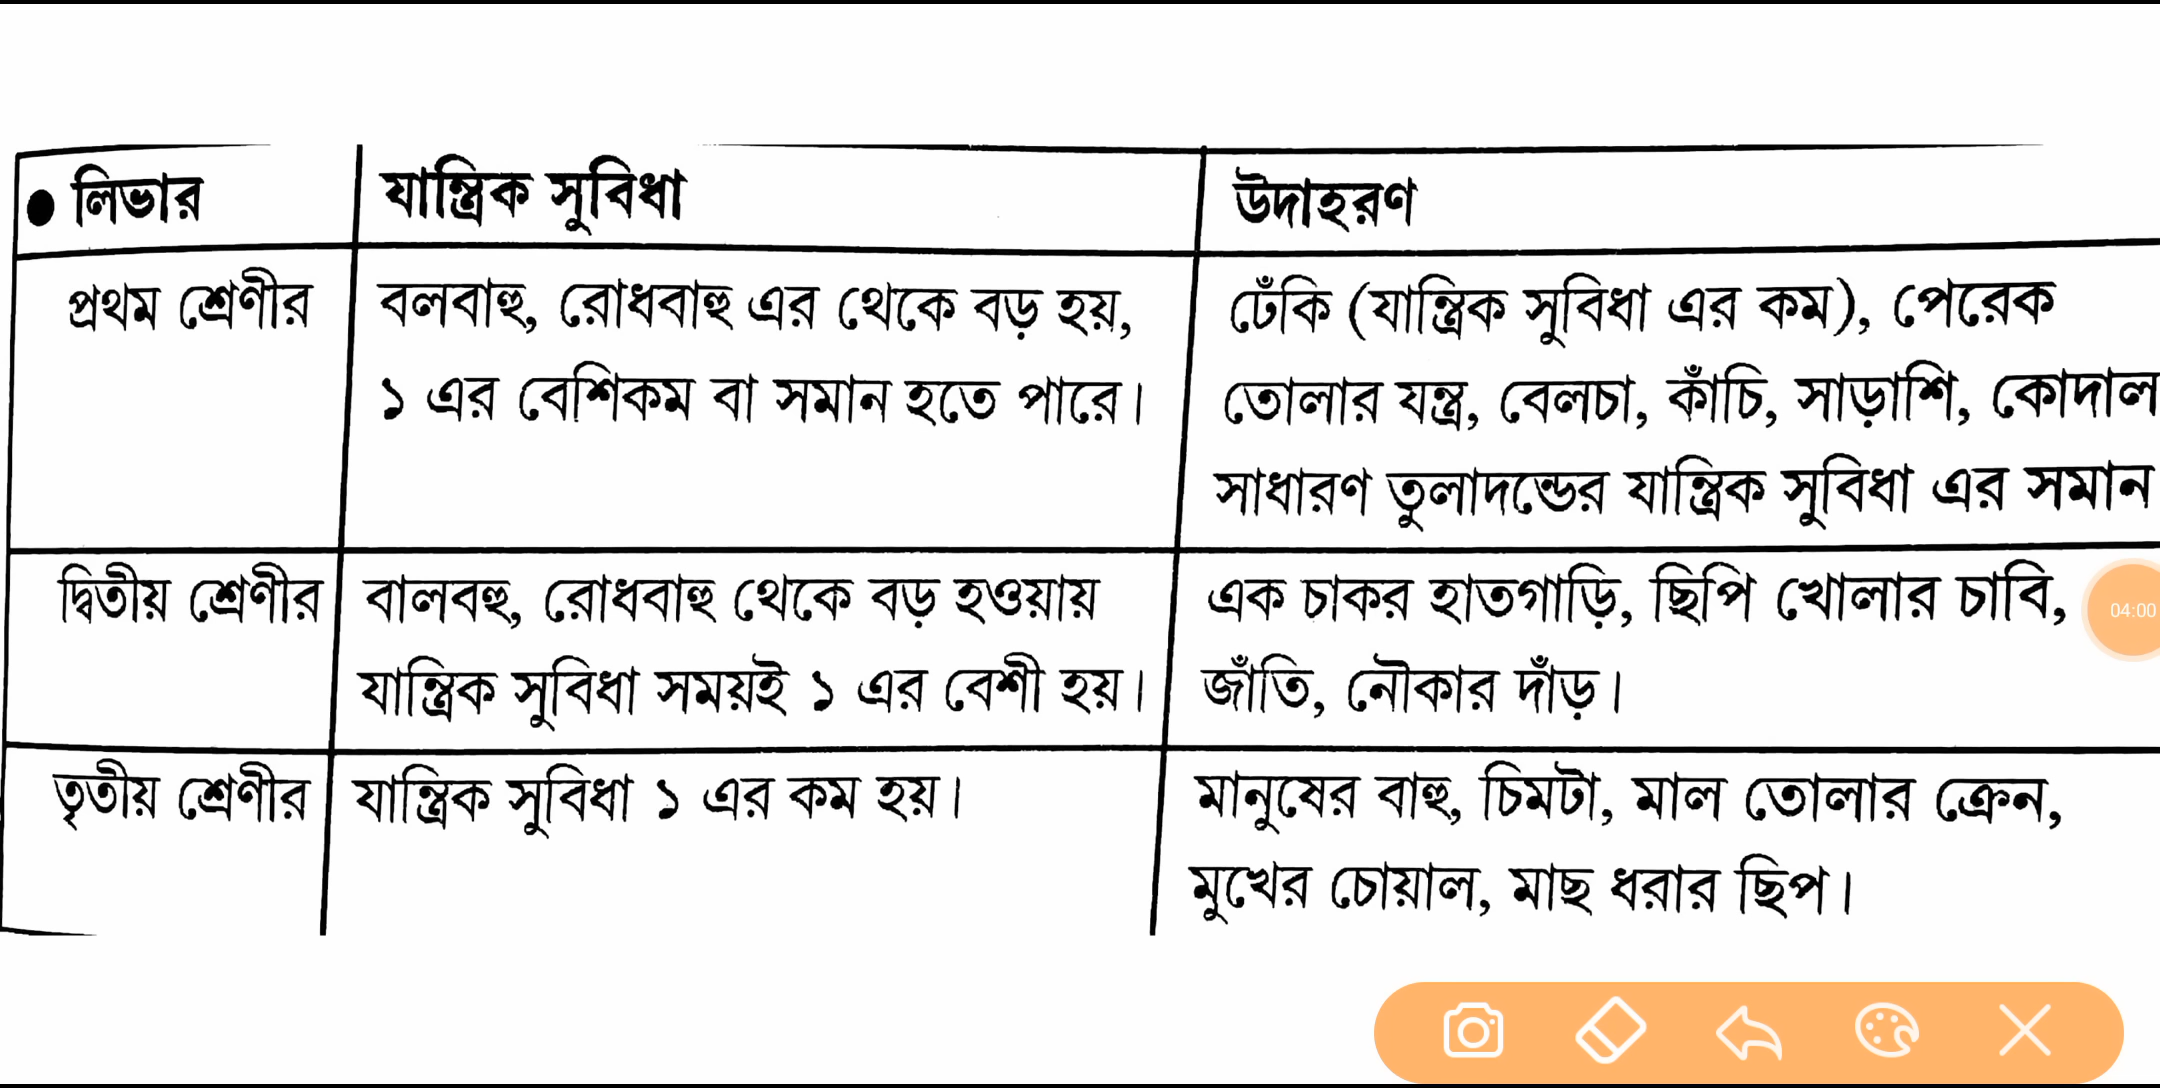 ● লিভার যান্ত্রিক সুবিধা উদাহরণ
প্রথম শ্রেণীর বলবাহু, রোধবাহু এর থেকে বড় হয়, ঢেঁকি (যান্ত্রিক সুবিধা এর কম), পেরেক
১ এর বেশিকম বা সমান হতে পারে। তোলার যন্ত্র, বেলচা, কাঁচি, সাড়াশি, কোদাল
সাধারণ তুলাদন্ডের যান্ত্রিক সুবিধা এর সমান
দ্বিতীয় শ্রেণীর বালবহু, রোধবাহু থেকে বড় হওয়ায় এক চাকর হাতগাড়ি, ছিপি খোলার চাবি,
04:00
যান্ত্রিক সুবিধা সময়ই ১ এর বেশী হয়। জাঁতি, নৌকার দাঁড়।
তৃতীয় শ্রেণীর যান্ত্রিক সুবিধা ১ এর কম হয়। মানুষের বাহু, চিমটা, মাল তোলার ক্রেন,
মুখের চোয়াল, মাছ ধরার ছিপ।